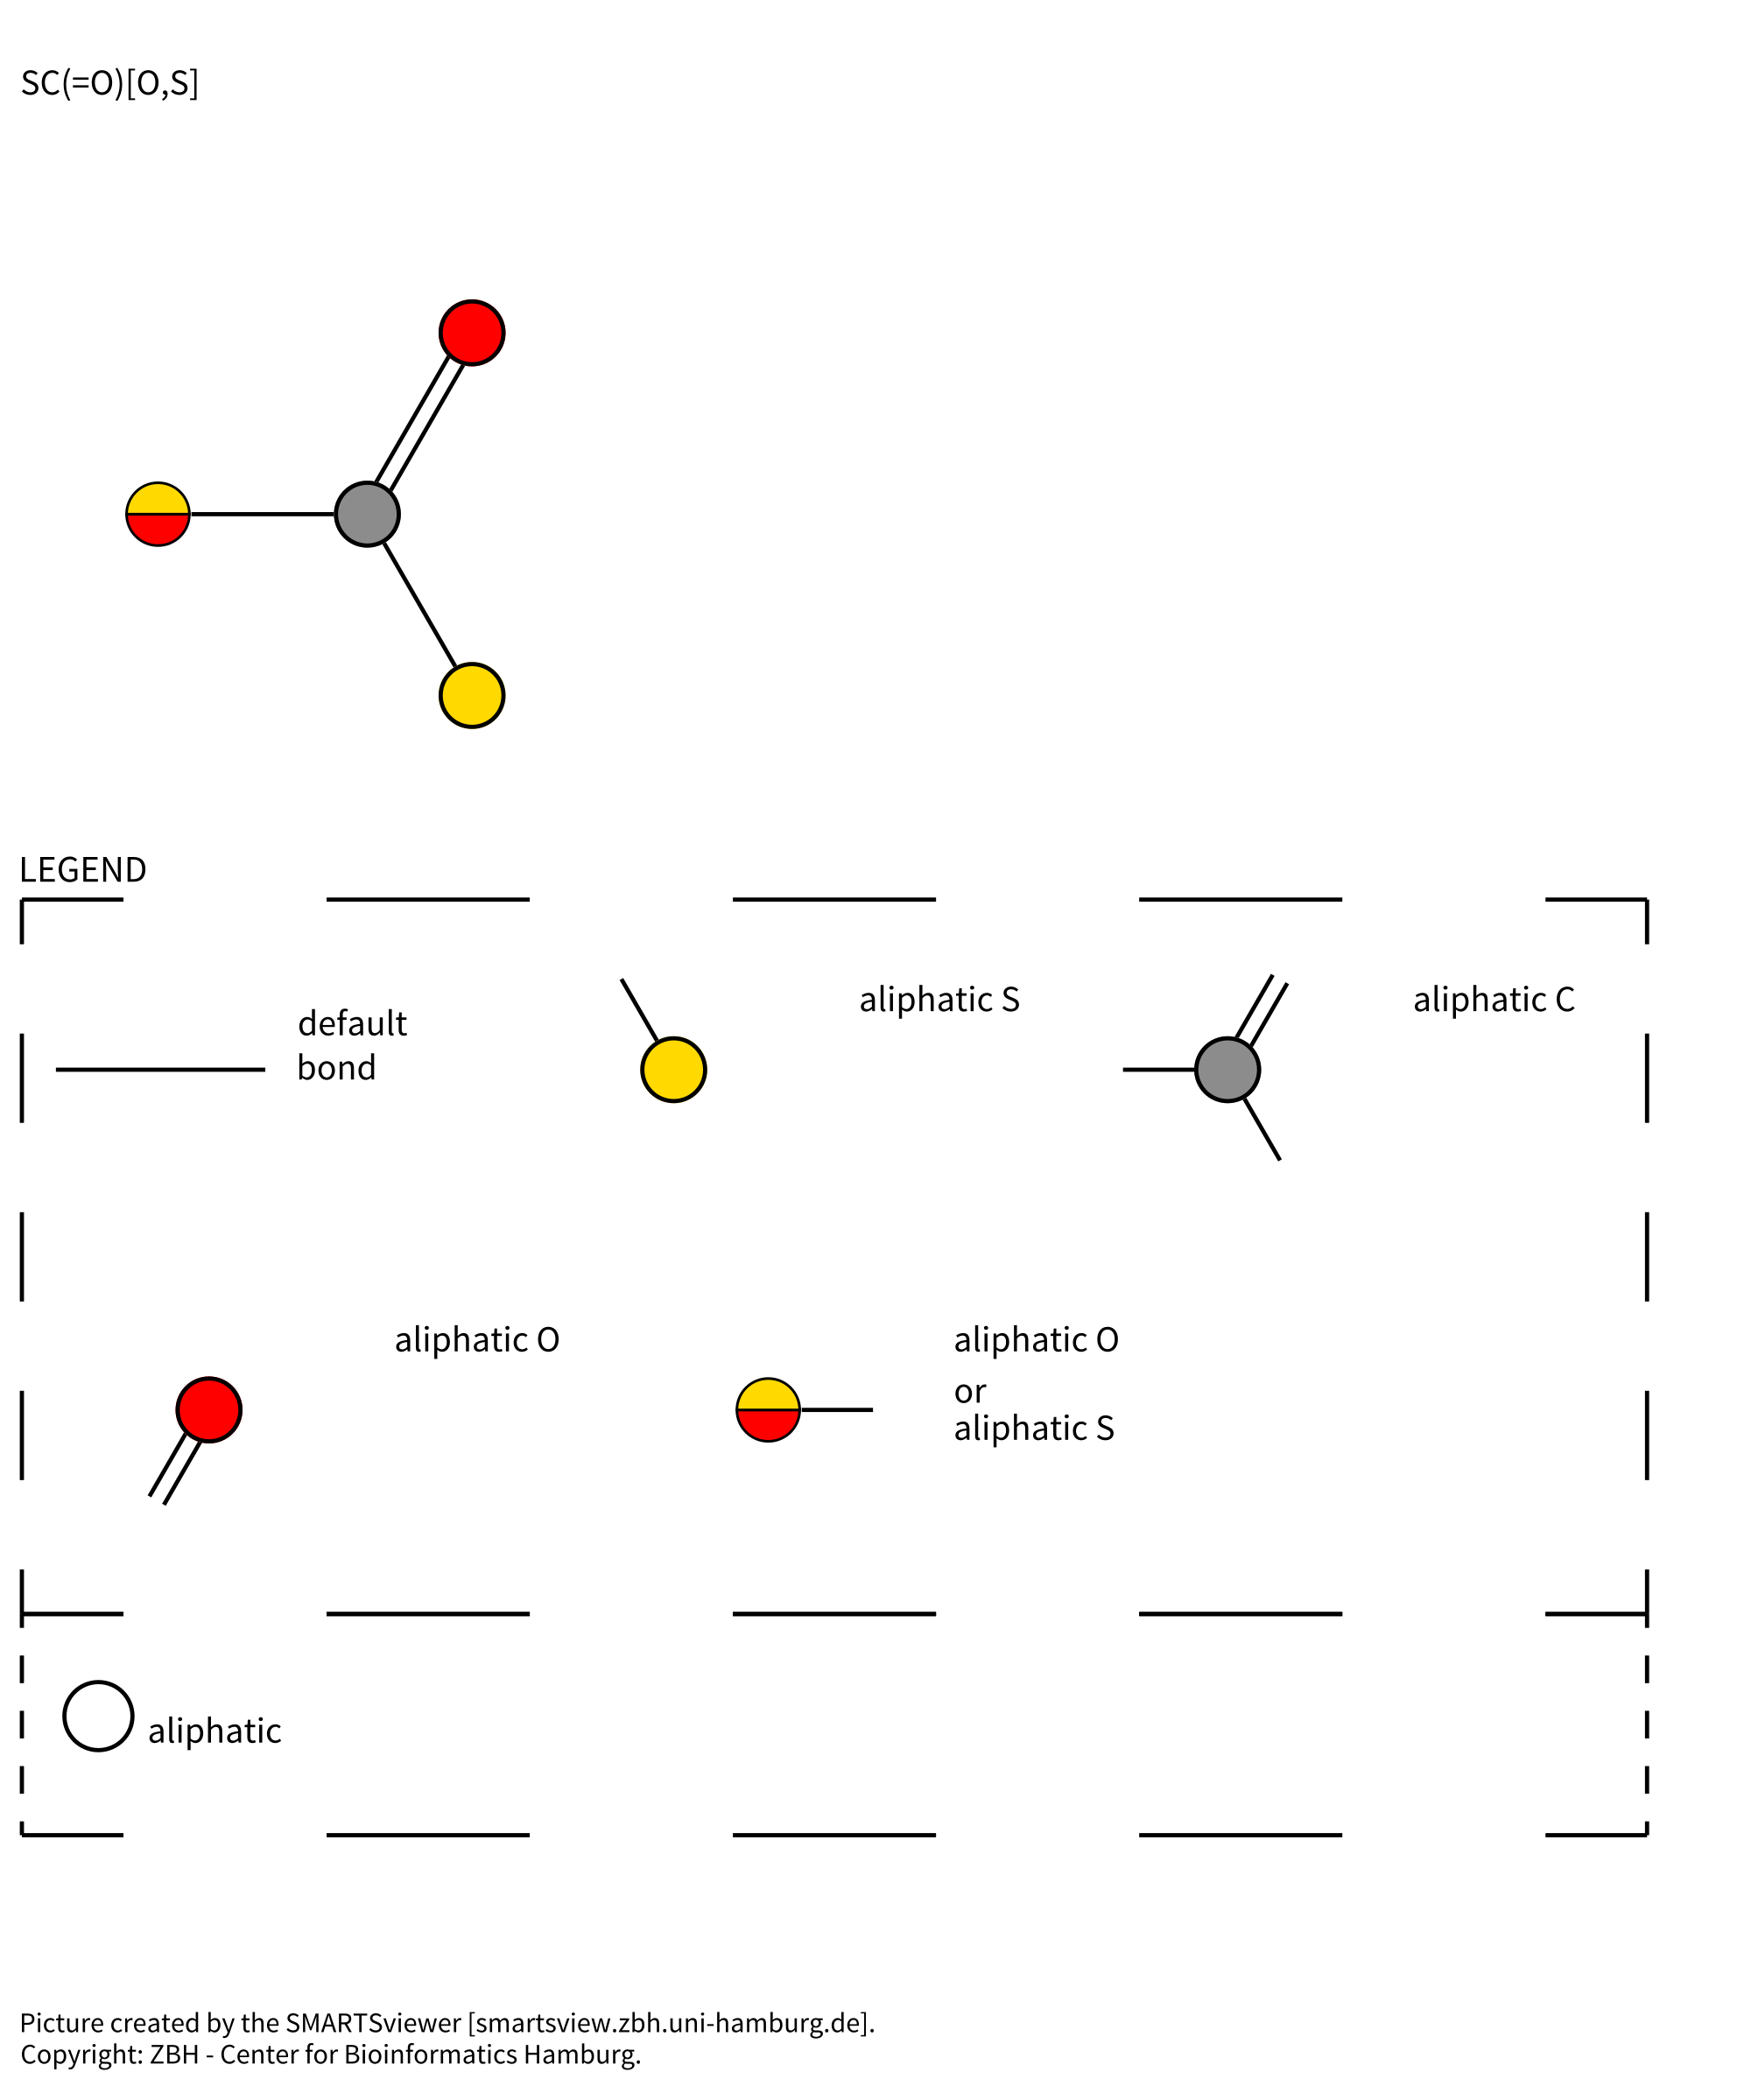 SC(=O)[O,S]
LEGEND
default
bond
aliphatic S
aliphatic C
aliphatic O
aliphatic O
or
aliphatic S
aliphatic
Picture created by the SMARTSviewer [smartsview.zbh.uni-hamburg.de].
Copyright: ZBH - Center for Bioinformatics Hamburg.